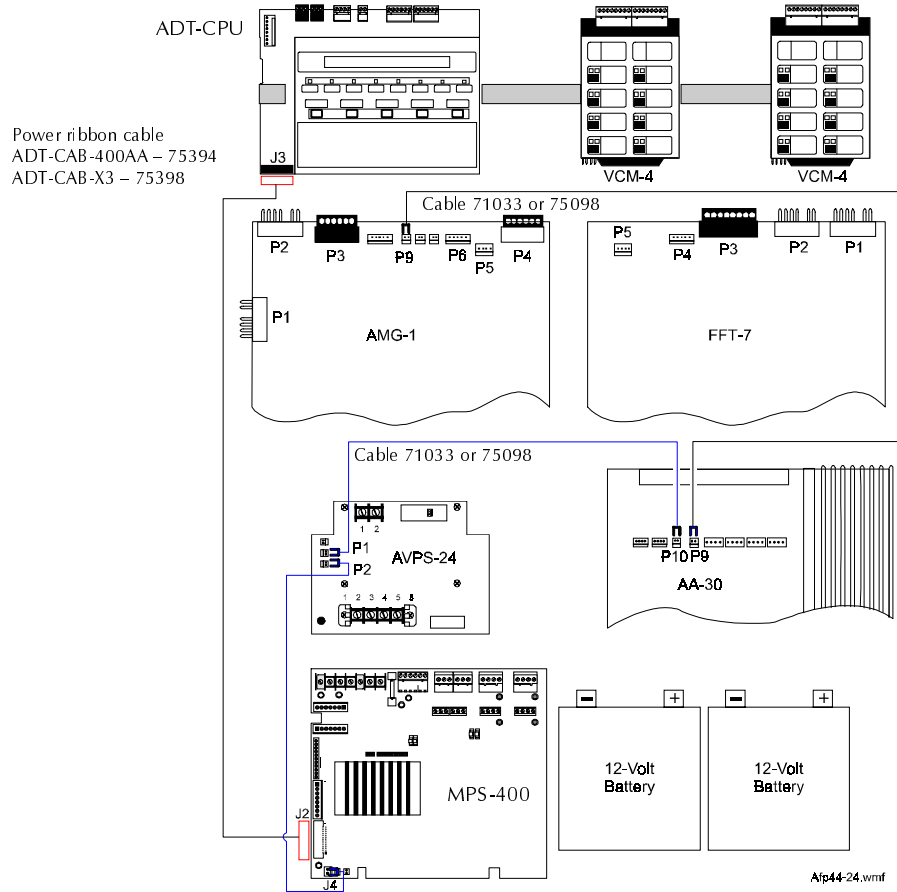 ADT-CPU
Power ribbon cable
ADT-CAB-400AA – 75394
ADT-CAB-X3 – 75398
J3
VCM-4
VCM-4
Cable 71033 or 75098
P2
P3
P9
P6
P5
P4
P1
AMG-1
P5
P4
P3
P2
P1
FFT-7
Cable 71033 or 75098
1 2
P1
P2
AVPS-24
1 2 3 4 5 6
P10 P9
AA-30
MPS-400
J2
J4
12-Volt
Battery
12-Volt
Battery
− +
− +
Afp44-24.wmf